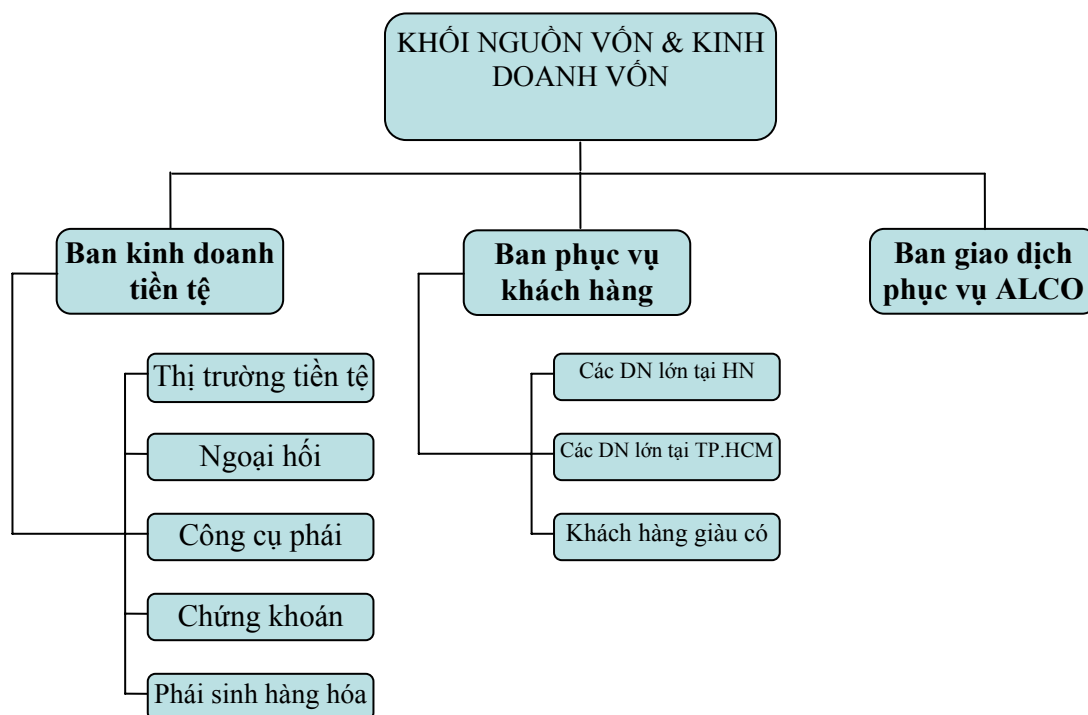 KHỐI NGUỒN VỐN & KINH
DOANH VỐN
Ban kinh doanh
tiền tệ
Ban phục vụ
khách hàng
Ban giao dịch
phục vụ ALCO
Thị trường tiền tệ
Ngoại hối
Công cụ phái
Chứng khoán
Phái sinh hàng hóa
Các DN lớn tại HN
Các DN lớn tại TP.HCM
Khách hàng giàu có